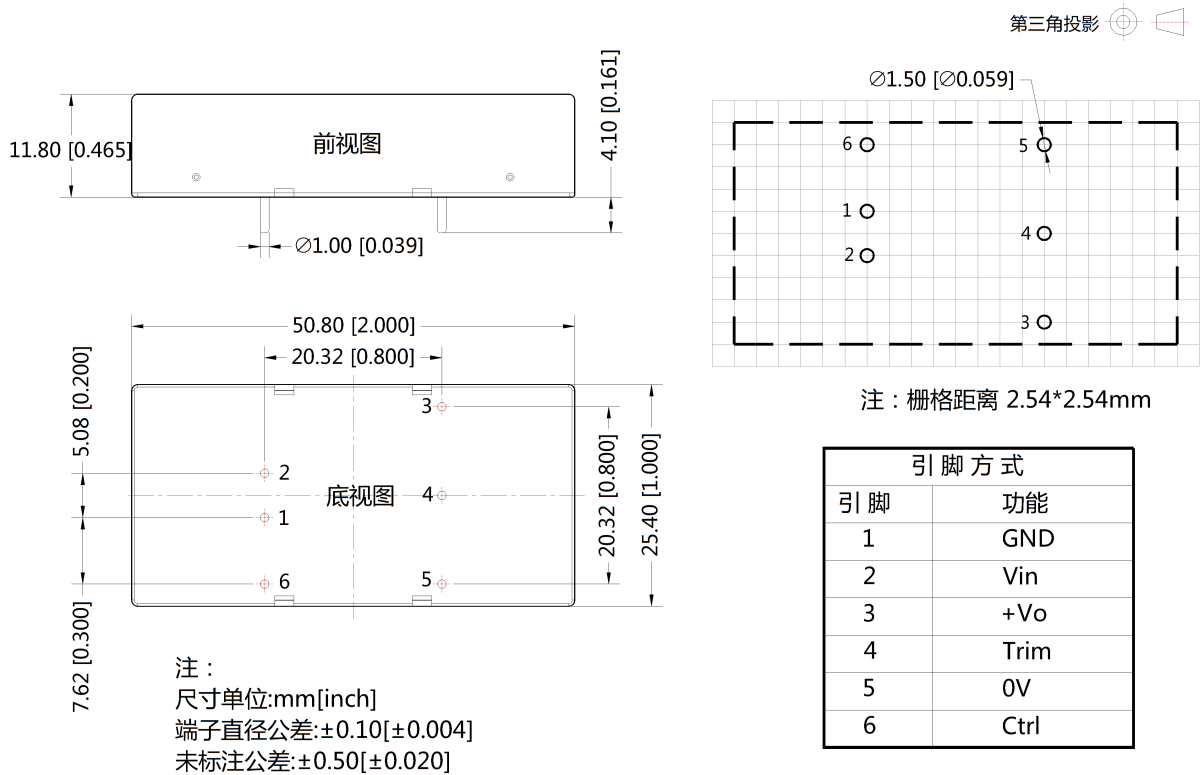 第三角投影
⌀1.50 [⌀0.059]
4.10 [0.161]
11.80 [0.465]
前视图
⌀1.00 [0.039]
6
5
1
4
2
3
注：栅格距离 2.54*2.54mm
50.80 [2.000]
20.32 [0.800]
5.08 [0.200]
7.62 [0.300]
3
2
底视图
4
1
6
5
20.32 [0.800]
25.40 [1.000]
注：
尺寸单位:mm[inch]
端子直径公差:±0.10[±0.004]
未标注公差:±0.50[±0.020]
引脚方式
引脚 功能
1 GND
2 Vin
3 +Vo
4 Trim
5 0V
6 Ctrl